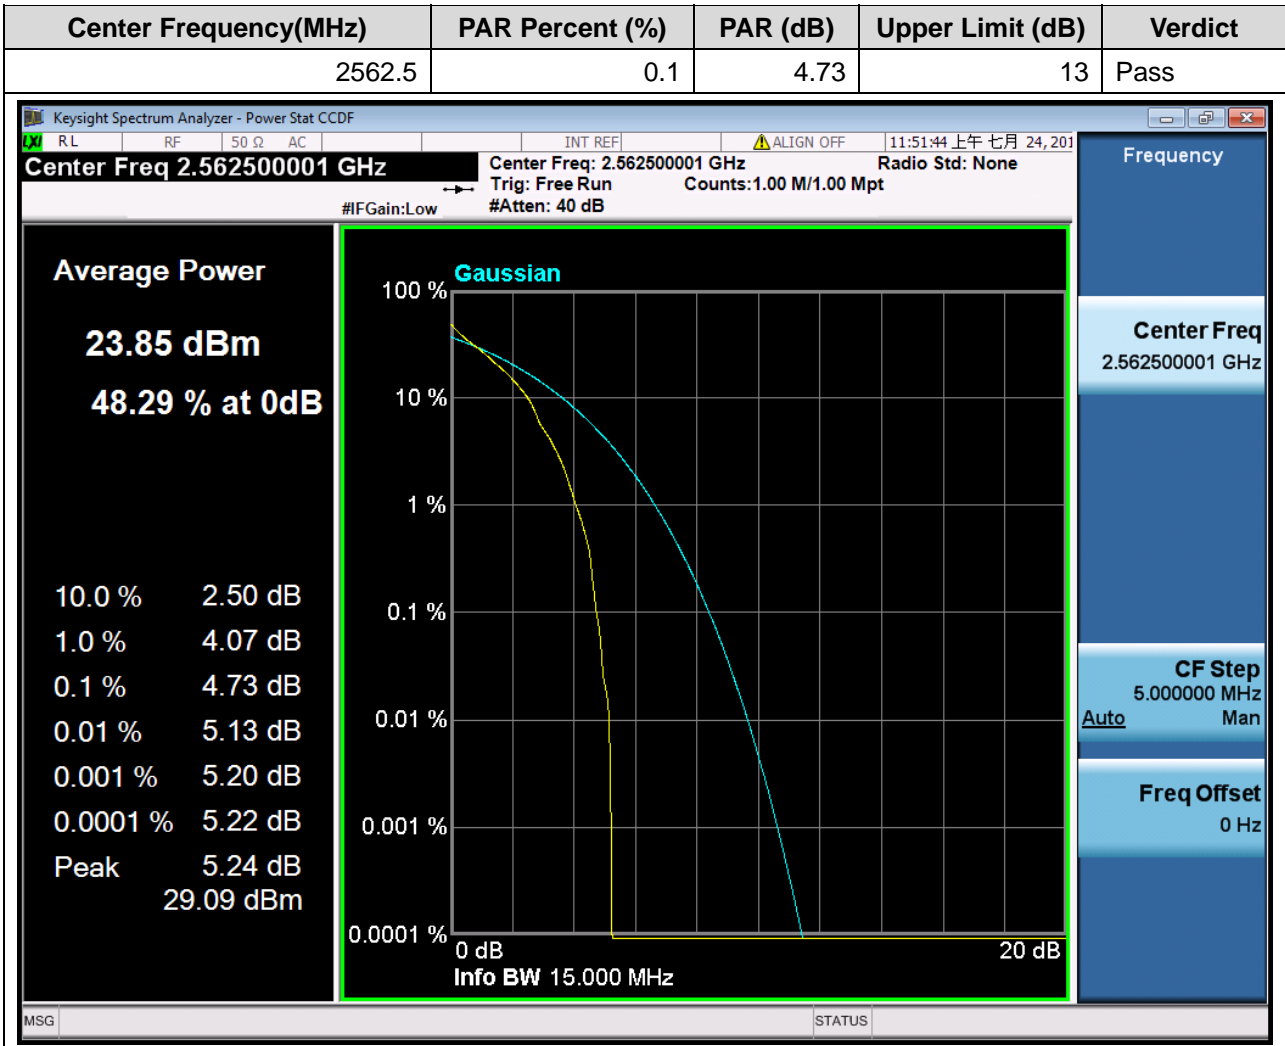 Center Frequency(MHz) PAR Percent (%) PAR (dB) Upper Limit (dB) Verdict
2562.5 0.1 4.73 13 Pass
Keysight Spectrum Analyzer - Power Stat CCDF
LXI RL RF 50 Ω AC INT REF ALIGN OFF 11:51:44 上午 七月 24, 201
Center Freq 2.562500001 GHz
Center Freq: 2.562500001 GHz Radio Std: None
Trig: Free Run Counts:1.00 M/1.00 Mpt
#IFGain:Low #Atten: 40 dB
Frequency
Average Power
23.85 dBm
48.29 % at 0dB
10.0 % 2.50 dB
1.0 % 4.07 dB
0.1 % 4.73 dB
0.01 % 5.13 dB
0.001 % 5.20 dB
0.0001 % 5.22 dB
Peak 5.24 dB
29.09 dBm
Gaussian
100 %
10 %
1 %
0.1 %
0.01 %
0.001 %
0.0001 %
0 dB 20 dB
Info BW 15.000 MHz
Center Freq
2.562500001 GHz
CF Step
5.000000 MHz
Auto Man
Freq Offset
0 Hz
MSG STATUS